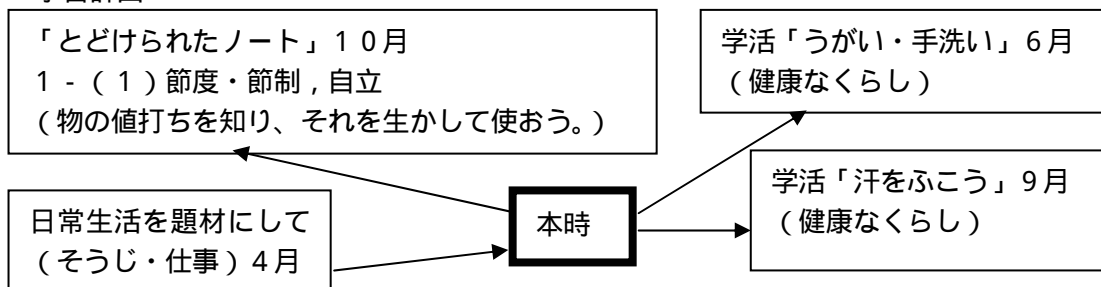 「とどけられたノート」１０月
１-（１）節度・節制，自立
（物の値打ちを知り、それを生かして使おう。）
学活「うがい・手洗い」６月
（健康なくらし）
日常生活を題材にして
（そうじ・仕事）４月
本時
学活「汗をふこう」９月
（健康なくらし）